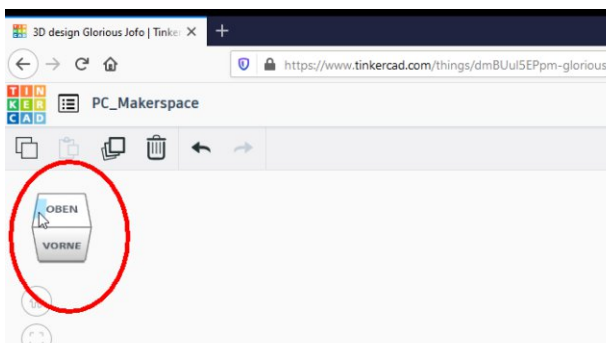 3D design Glorious Jofo | Tinker
https://www.tinkercad.com/things/dmBUul5EPpm-glorious
TIN
KER
CAD
PC_Makerspace
OBEN
VORNE